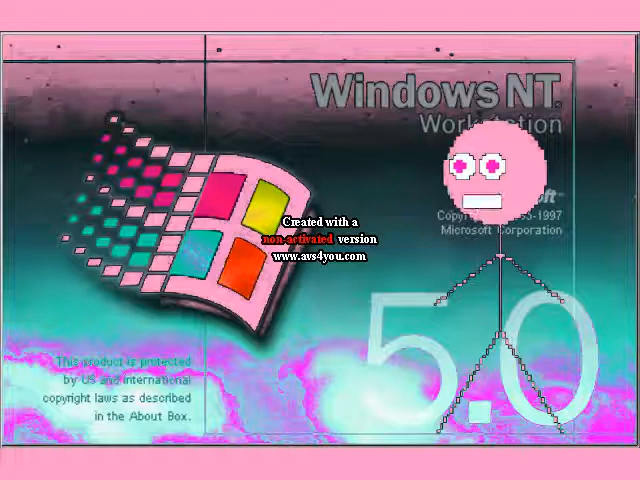 Windows NT
Workstation
Created with a
non-activated version
www.avs4you.com
1997
Microsoft Corporation
5.0
This product is protected
by US and international
copyright laws as described
in the About Box.